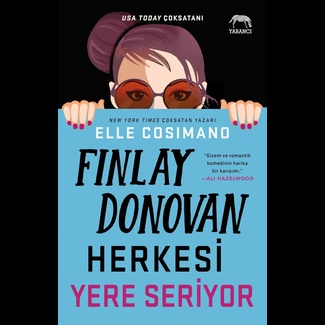 USA TODAY ÇOKSATANI
YABANCI
NEW YORK TIMES ÇOKSATAN YAZARI
ELLE COSIMANO
FINLAY
DONOVAN
HERKESİ
YERE SERİYOR
"Gizem ve romantik
komedinin harika
bir karışımı."
—ALI HAZELWOOD